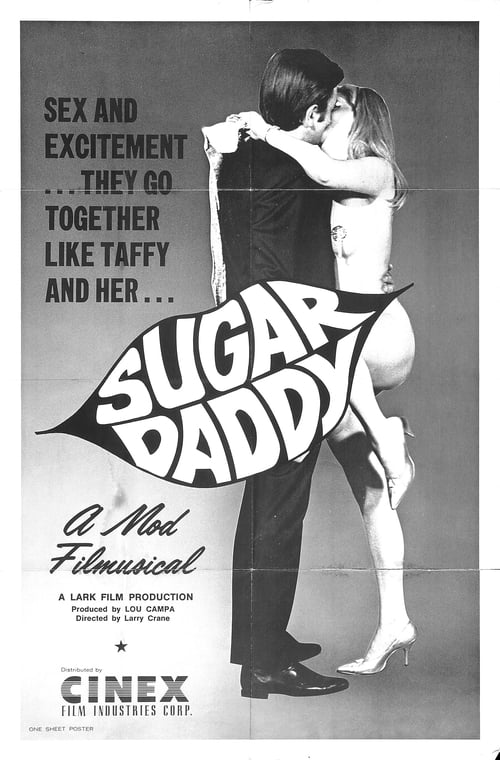 SEX AND
EXCITEMENT
...THEY GO
TOGETHER
LIKE TAFFY
AND HER...
SUGAR
DADDY
A Mod
Filmusical
A LARK FILM PRODUCTION
Produced by LOU CAMPA
Directed by Larry Crane
Distributed by
CINEX
FILM INDUSTRIES CORP.
ONE SHEET POSTER